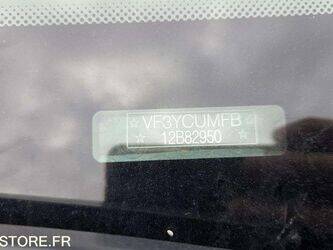 ☆ VF3YCUMFB ☆
☆ 12B82950 ☆
STORE.FR